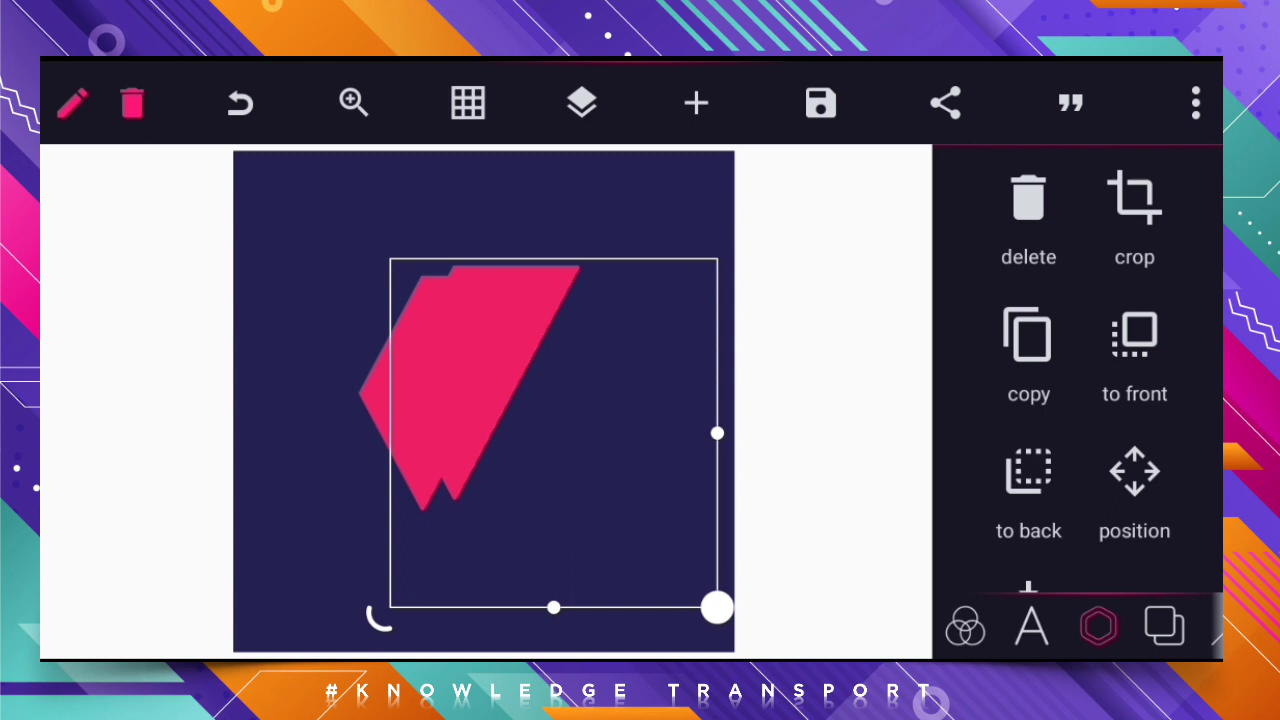 delete
crop
copy
to front
to back
position
#KNOWLEDGE TRANSPORT